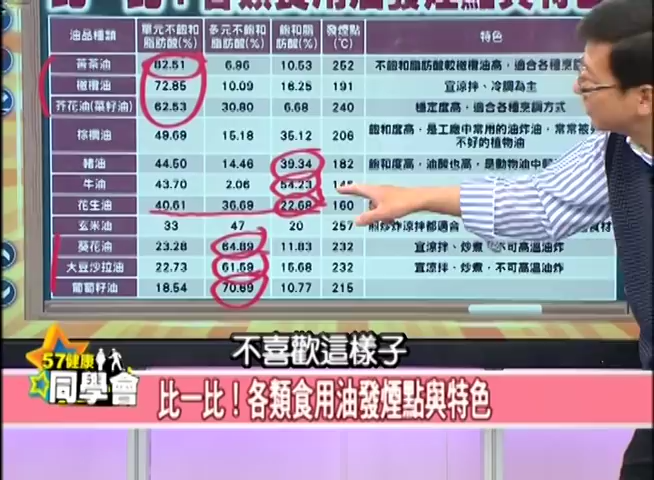 油品種類 單元不飽和脂肪酸(%) 多元不飽和脂肪酸(%) 飽和脂肪酸(%) 發煙點(℃) 特色
苦茶油 82.51 6.86 10.53 252 不飽和脂肪酸較橄欖油高，適合各種烹
橄欖油 72.85 10.09 16.25 191 宜涼拌、冷調為主
芥花油(菜籽油) 62.53 30.80 6.68 240 穩定度高，適合各種烹調方式
棕櫚油 49.69 15.18 35.12 206 飽和度高，是工廠中常用的油炸油，常常被
不好的植物油
豬油 44.50 14.46 39.34 182 飽和度高，油酸也高，是動物油中
牛油 43.70 2.06 54.23
花生油 40.61 36.69 22.68 160
玄米油 33 47 20 257 煎炒炸涼拌都適合
葵花油 23.28 64.89 11.83 232 宜涼拌、炒煮，不可高溫油炸
大豆沙拉油 22.73 61.59 15.68 232 宜涼拌、炒煮，不可高溫油炸
葡萄籽油 18.54 70.69 10.77 215
不喜歡這樣子
57健康
同學會
比一比！各類食用油發煙點與特色